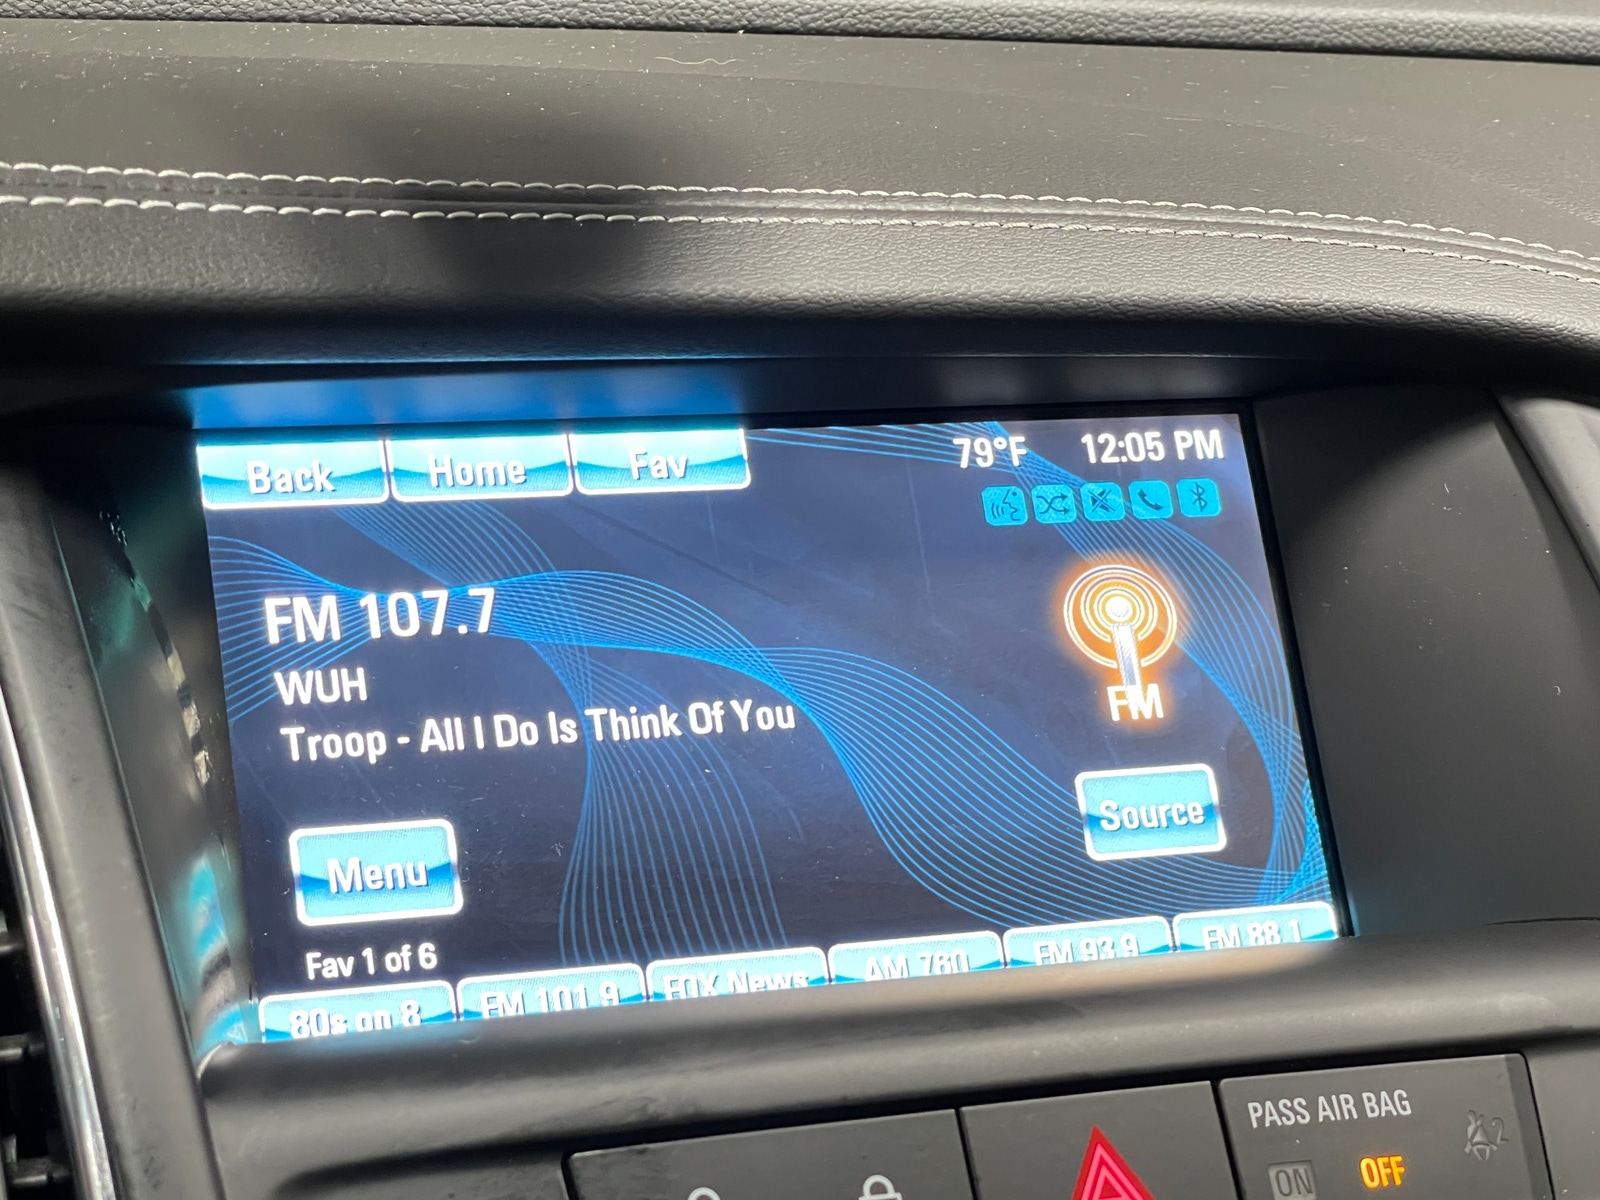 Back Home Fav 79°F 12:05 PM
FM 107.7
WUH
Troop - All I Do Is Think Of You
FM
Source
Menu
Fav 1 of 6
80s on 8 FM 101.9 FOX News AM 760 FM 93.9 FM 88.1
PASS AIR BAG
ON OFF 2